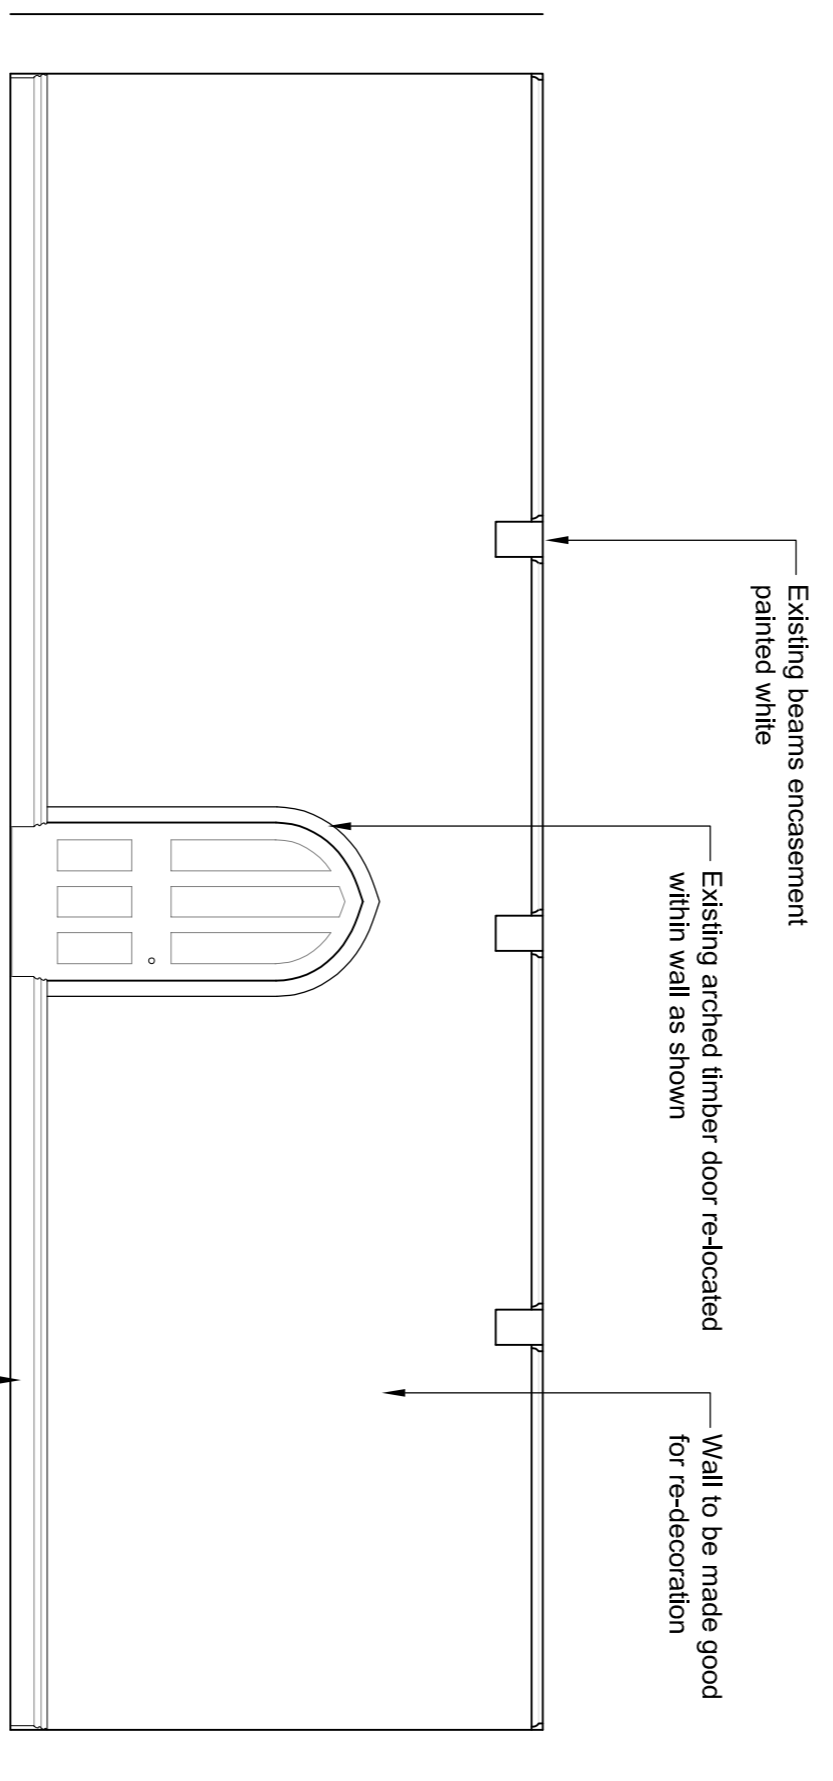 Existing beams encasement
painted white
Existing arched timber door re-located
within wall as shown
Wall to be made good
for re-decoration